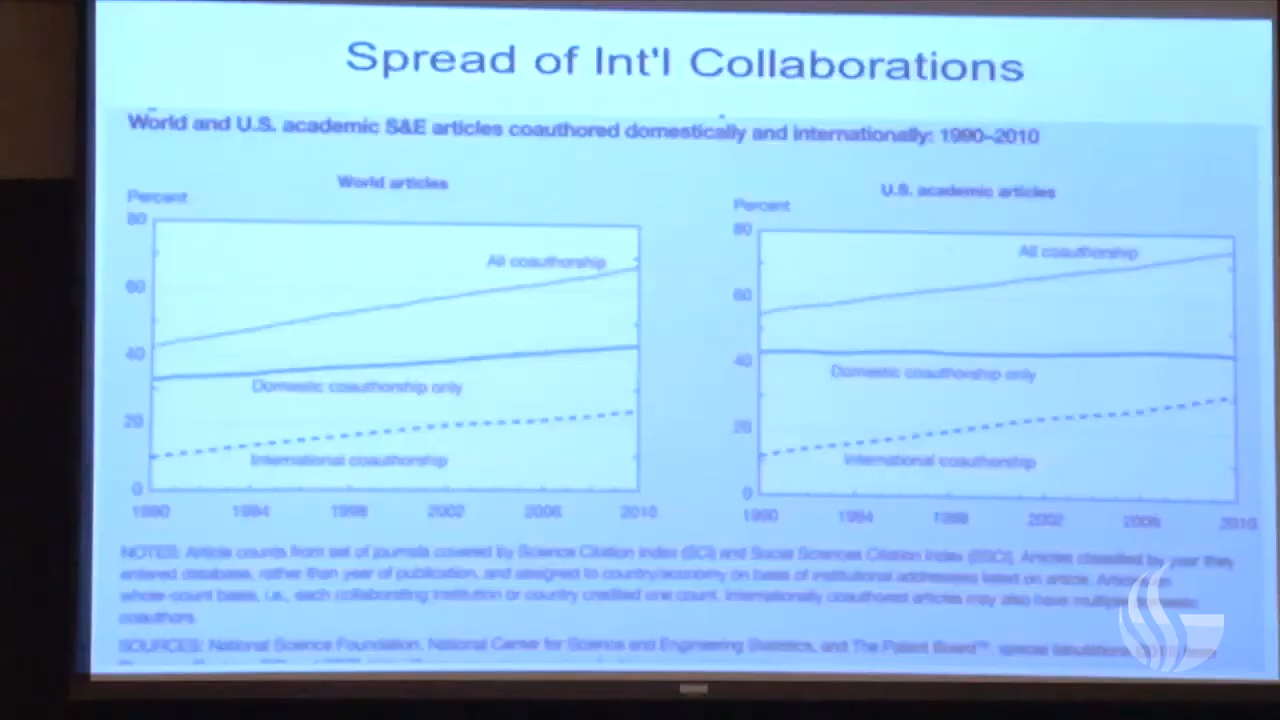 Spread of Int'l Collaborations
World and U.S. academic S&E articles coauthored domestically and internationally: 1990–2010
World articles
U.S. academic articles
Percent
Percent
80
80
All coauthorship
All coauthorship
60
60
40
40
Domestic coauthorship only
Domestic coauthorship only
20
20
International coauthorship
International coauthorship
0
0
1990 1994 1998 2002 2006 2010
1990 1994 1998 2002 2006 2010
NOTES: Article counts from set of journals covered by Science Citation Index (SCI) and Social Sciences Citation Index (SSCI). Articles classified by year they
entered database, rather than year of publication, and assigned to country/economy on basis of institutional addresses listed on article. Articles on
whole-count basis, i.e., each collaborating institution or country credited one count. Internationally coauthored articles may also have multiple domestic
coauthors.
SOURCES: National Science Foundation, National Center for Science and Engineering Statistics, and The Patent Board™ special tabulations